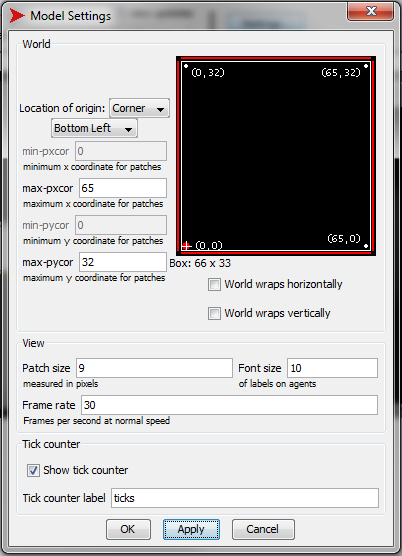 Model Settings
World
(0,32)
(65,32)
Location of origin: Corner
Bottom Left
min-pxcor 0
minimum x coordinate for patches
max-pxcor 65
maximum x coordinate for patches
min-pycor 0
minimum y coordinate for patches
max-pycor 32
maximum y coordinate for patches
(0,0)
(65,0)
Box: 66 x 33
World wraps horizontally
World wraps vertically
View
Patch size 9
measured in pixels
Font size 10
of labels on agents
Frame rate 30
Frames per second at normal speed
Tick counter
Show tick counter
Tick counter label ticks
OK Apply Cancel